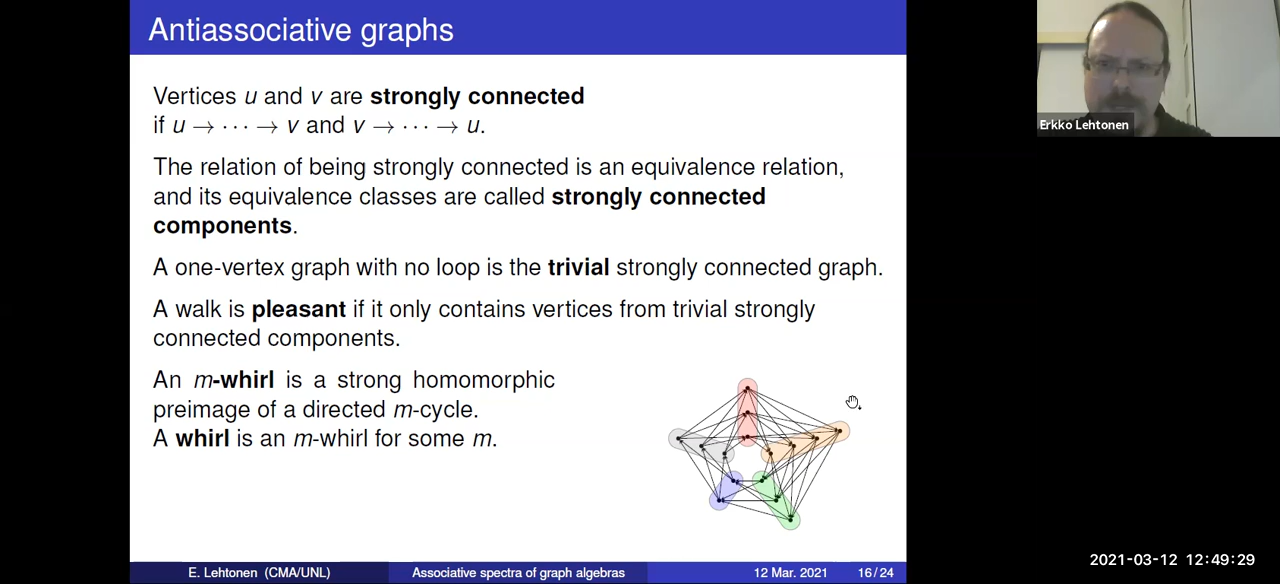 Antiassociative graphs
Vertices u and v are strongly connected
if u → ⋯ → v and v → ⋯ → u.
The relation of being strongly connected is an equivalence relation,
and its equivalence classes are called strongly connected
components.
A one-vertex graph with no loop is the trivial strongly connected graph.
A walk is pleasant if it only contains vertices from trivial strongly
connected components.
An m-whirl is a strong homomorphic
preimage of a directed m-cycle.
A whirl is an m-whirl for some m.
E. Lehtonen (CMA/UNL) Associative spectra of graph algebras 12 Mar. 2021 16 / 24
Erkko Lehtonen
2021-03-12 12:49:29